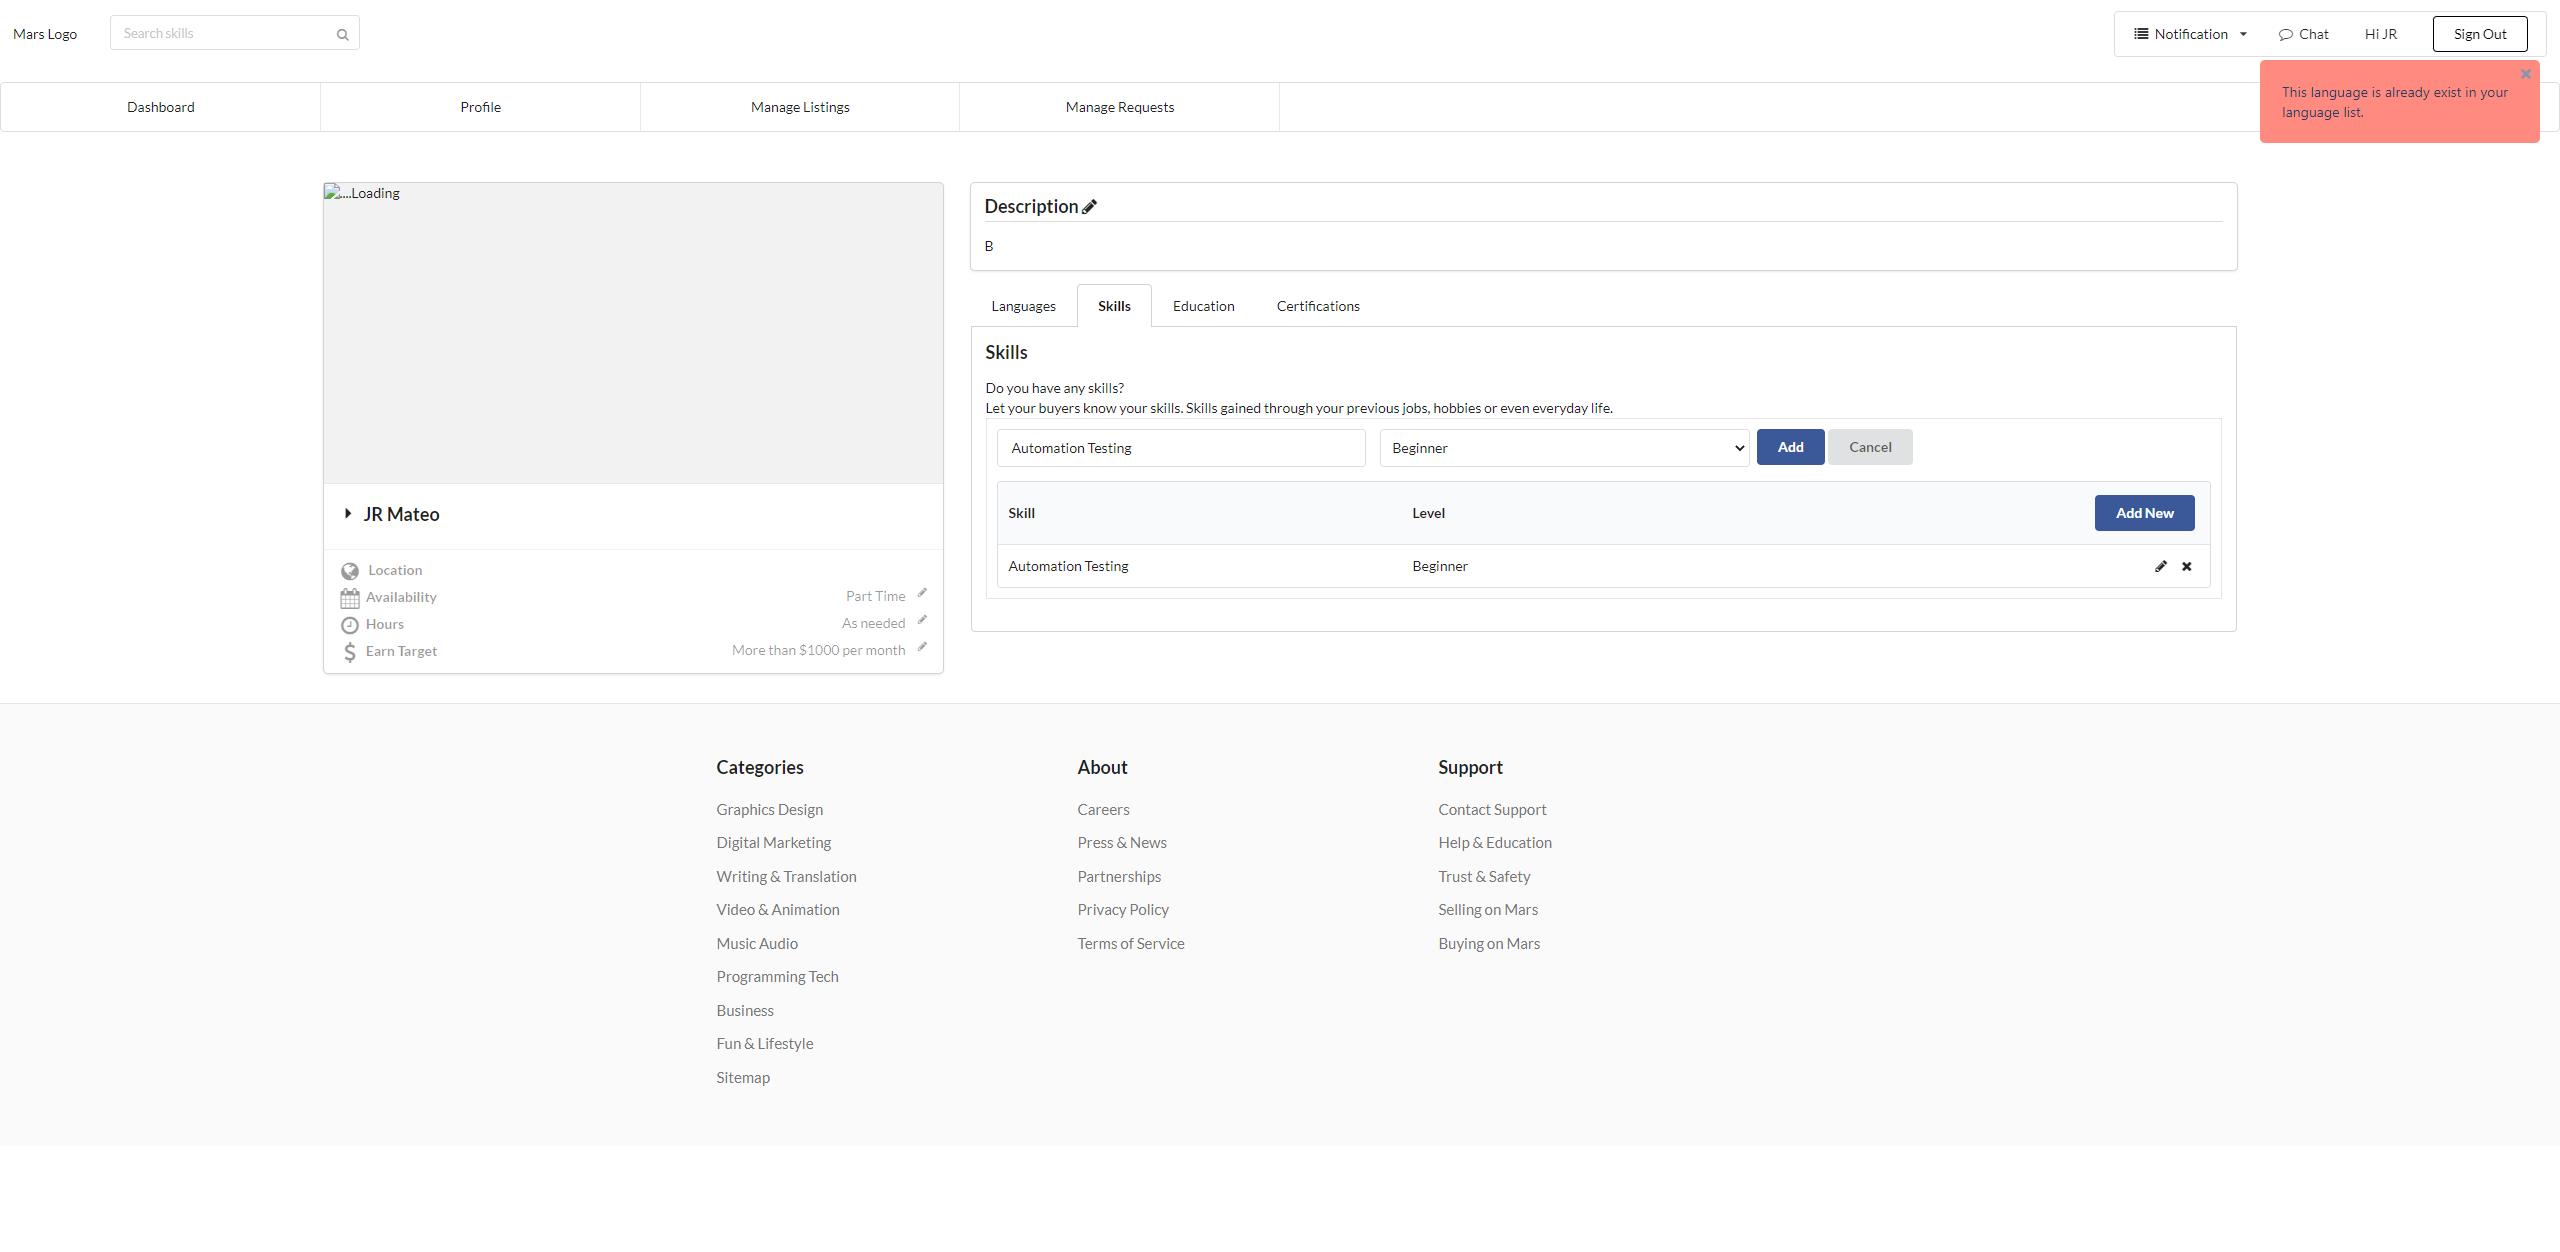 Mars Logo
Search skills
Notification
Chat
Hi JR
Sign Out
This language is already exist in your
language list.
Dashboard
Profile
Manage Listings
Manage Requests
....Loading
JR Mateo
Location
Availability
Part Time
Hours
As needed
Earn Target
More than $1000 per month
Description
B
Languages
Skills
Education
Certifications
Skills
Do you have any skills?
Let your buyers know your skills. Skills gained through your previous jobs, hobbies or even everyday life.
Automation Testing
Beginner
Add
Cancel
Skill
Level
Add New
Automation Testing
Beginner
Categories
Graphics Design
Digital Marketing
Writing & Translation
Video & Animation
Music Audio
Programming Tech
Business
Fun & Lifestyle
Sitemap
About
Careers
Press & News
Partnerships
Privacy Policy
Terms of Service
Support
Contact Support
Help & Education
Trust & Safety
Selling on Mars
Buying on Mars